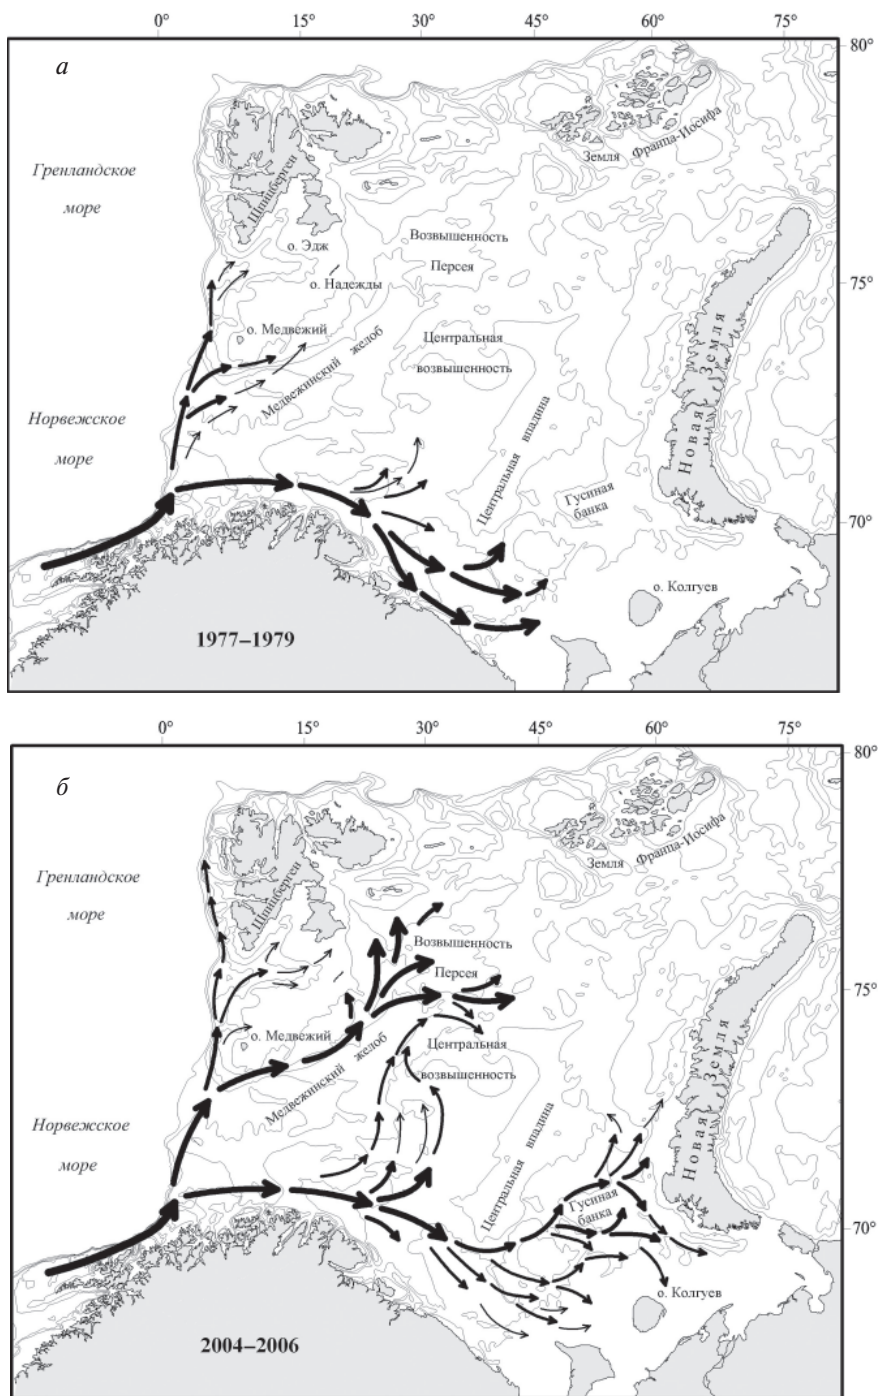 0° 15° 30° 45° 60° 75°
80°
а
Гренландское
море
Шпицберген
Земля Франца-Иосифа
о. Эдж
Возвышенность
Персея
о. Надежды
75°
о. Медвежий
Медвежинский желоб
Центральная
возвышенность
Новая Земля
Норвежское
море
Центральная впадина
Гусиная
банка
70°
о. Колгуев
1977–1979
0° 15° 30° 45° 60° 75°
80°
б
Гренландское
море
Шпицберген
Земля Франца-Иосифа
Возвышенность
Персея
75°
о. Медвежий
Медвежинский желоб
Центральная
возвышенность
Новая Земля
Норвежское
море
Центральная впадина
Гусиная
банка
70°
о. Колгуев
2004–2006